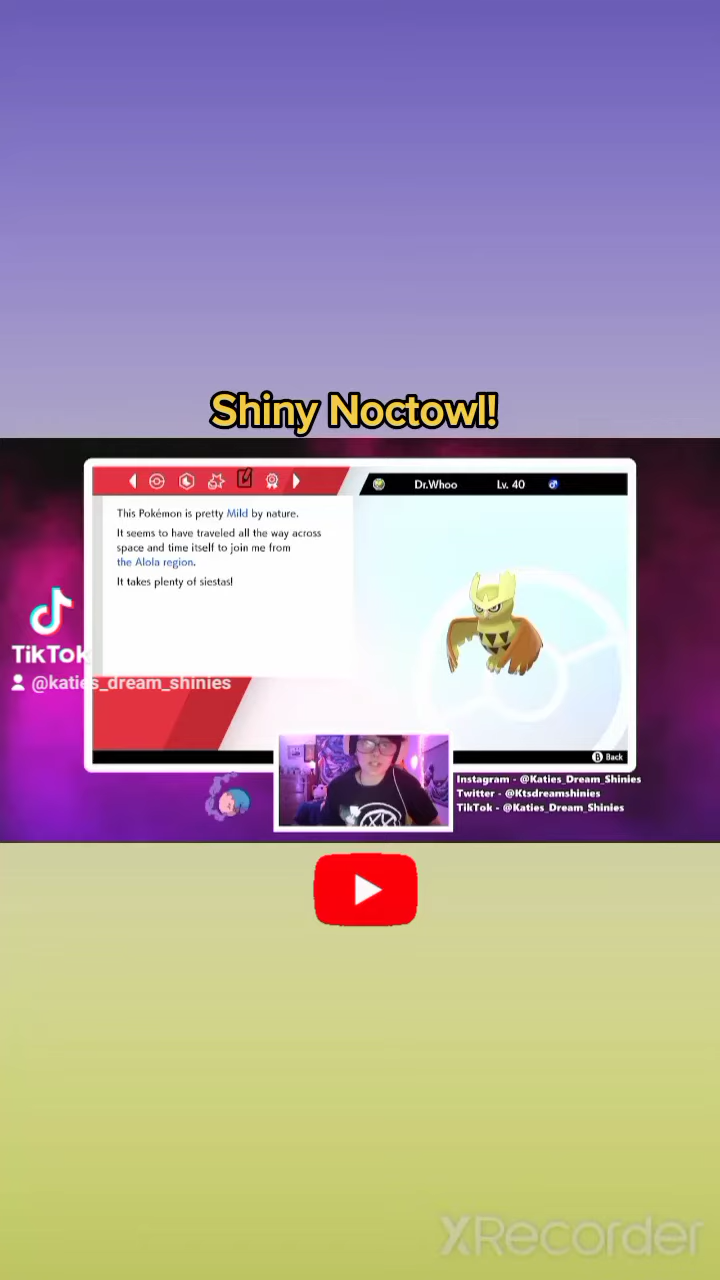 Shiny Noctowl!
Dr.Whoo Lv. 40
This Pokémon is pretty Mild by nature.
It seems to have traveled all the way across
space and time itself to join me from
the Alola region.
It takes plenty of siestas!
TikTok
@katies_dream_shinies
B Back
Instagram - @Katies_Dream_Shinies
Twitter - @Ktsdreamshinies
TikTok - @Katies_Dream_Shinies
XRecorder